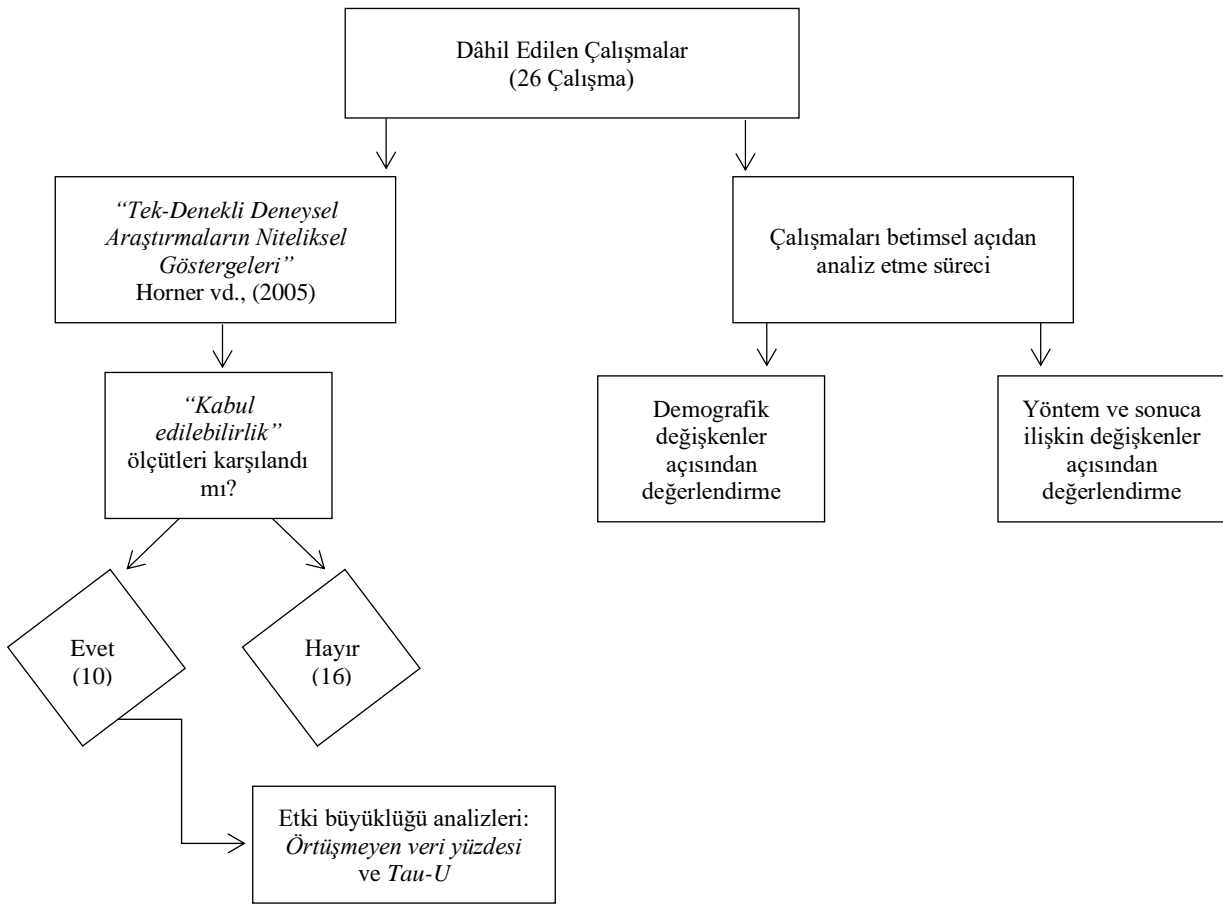 Dâhil Edilen Çalışmalar
(26 Çalışma)
“Tek-Denekli Deneysel
Araştırmaların Niteliksel
Göstergeleri”
Horner vd., (2005)
Çalışmaları betimsel açıdan
analiz etme süreci
“Kabul
edilebilirlik”
ölçütleri karşılandı
mı?
Demografik
değişkenler
açısından
değerlendirme
Yöntem ve sonuca
ilişkin değişkenler
açısından
değerlendirme
Evet
(10)
Hayır
(16)
Etki büyüklüğü analizleri:
Örtüşmeyen veri yüzdesi
ve Tau-U